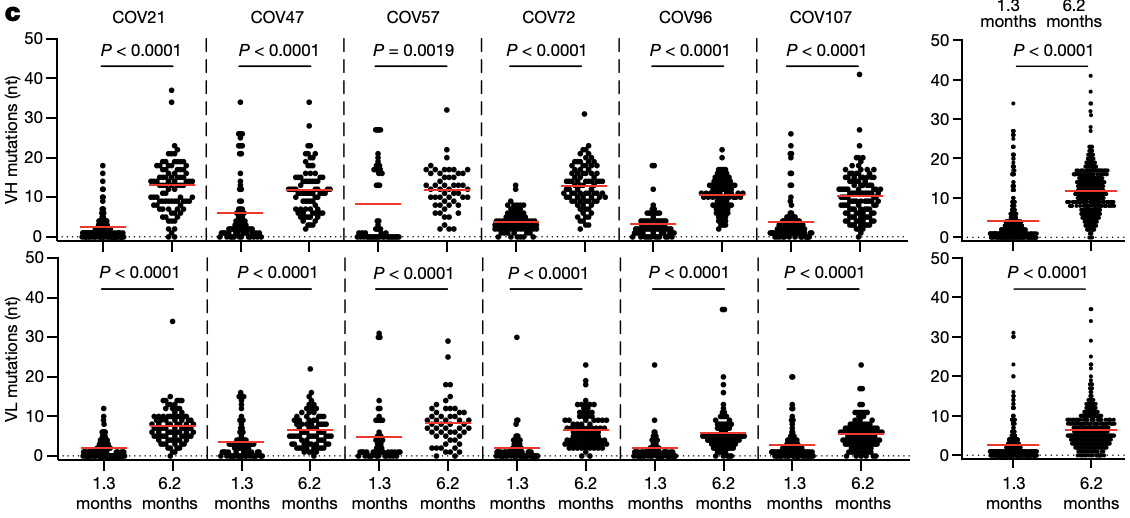 c
COV21 COV47 COV57 COV72 COV96 COV107
1.3 months 6.2 months
VH mutations (nt)
50
40
30
20
10
0
P < 0.0001 P < 0.0001 P = 0.0019 P < 0.0001 P < 0.0001 P < 0.0001
50
40
30
20
10
0
P < 0.0001
VL mutations (nt)
50
40
30
20
10
0
P < 0.0001 P < 0.0001 P < 0.0001 P < 0.0001 P < 0.0001 P < 0.0001
50
40
30
20
10
0
P < 0.0001
1.3 6.2 1.3 6.2 1.3 6.2 1.3 6.2 1.3 6.2 1.3 6.2 1.3 6.2
months months months months months months months months months months months months months months